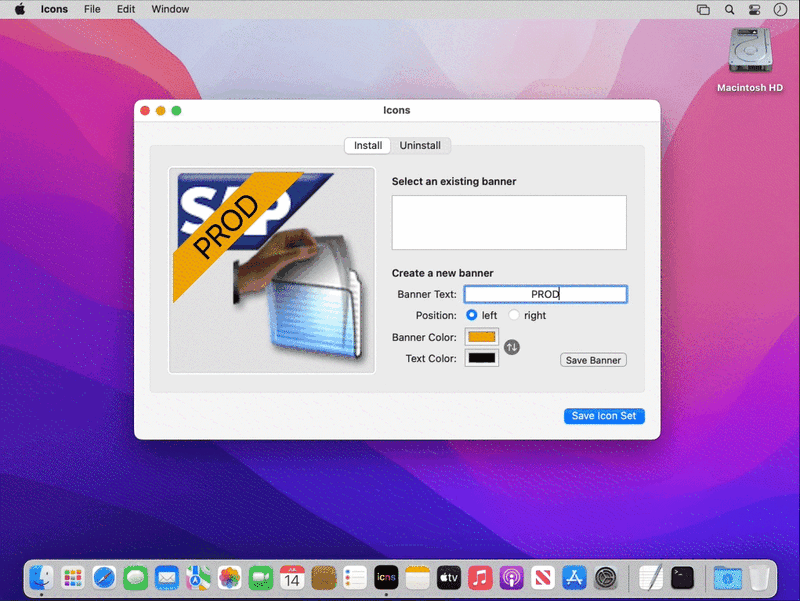 Icons File Edit Window
Macintosh HD
Icons
Install Uninstall
Select an existing banner
SAP
PROD
Create a new banner
Banner Text: PROD
Position: left right
Banner Color:
Text Color:
Save Banner
Save Icon Set
JUL
14
icns
tv